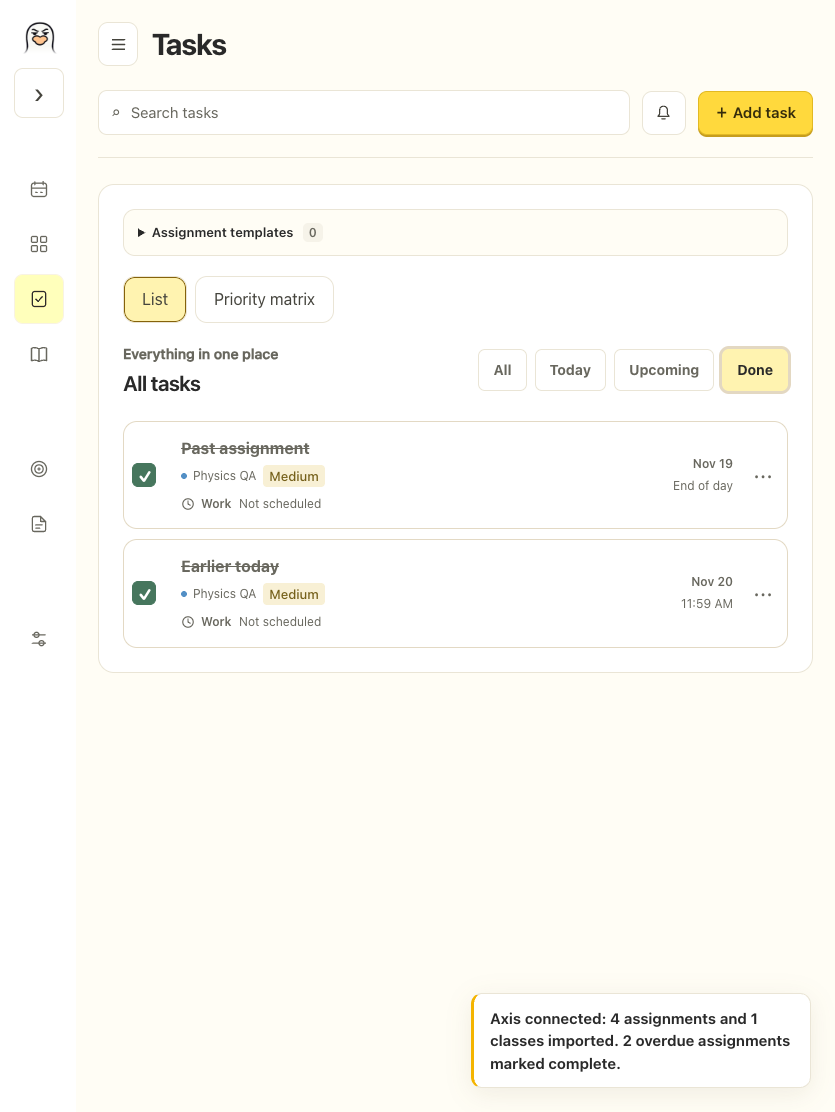 Tasks
Search tasks
+ Add task
Assignment templates 0
List
Priority matrix
Everything in one place
All tasks
All
Today
Upcoming
Done
Past assignment
Physics QA Medium
Work Not scheduled
Nov 19
End of day
Earlier today
Physics QA Medium
Work Not scheduled
Nov 20
11:59 AM
Axis connected: 4 assignments and 1
classes imported. 2 overdue assignments
marked complete.